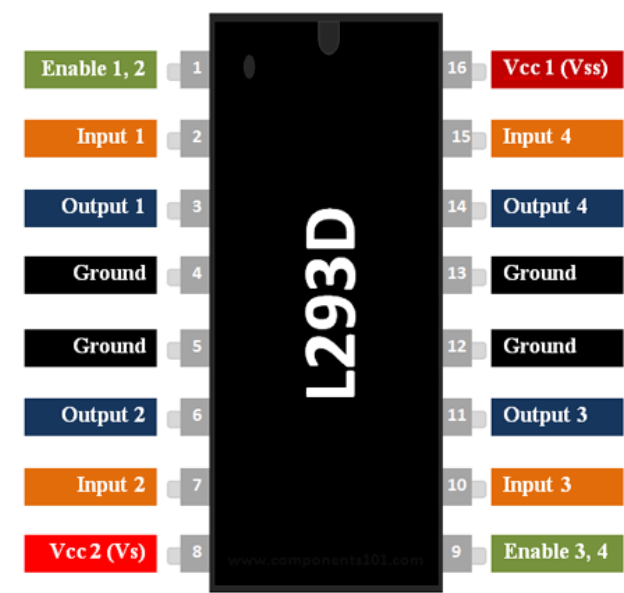 Enable 1, 2
1
16
Vcc 1 (Vss)
Input 1
2
15
Input 4
Output 1
3
14
Output 4
Ground
4
13
Ground
L293D
Ground
5
12
Ground
Output 2
6
11
Output 3
Input 2
7
10
Input 3
Vcc 2 (Vs)
8
www.components101.com
9
Enable 3, 4